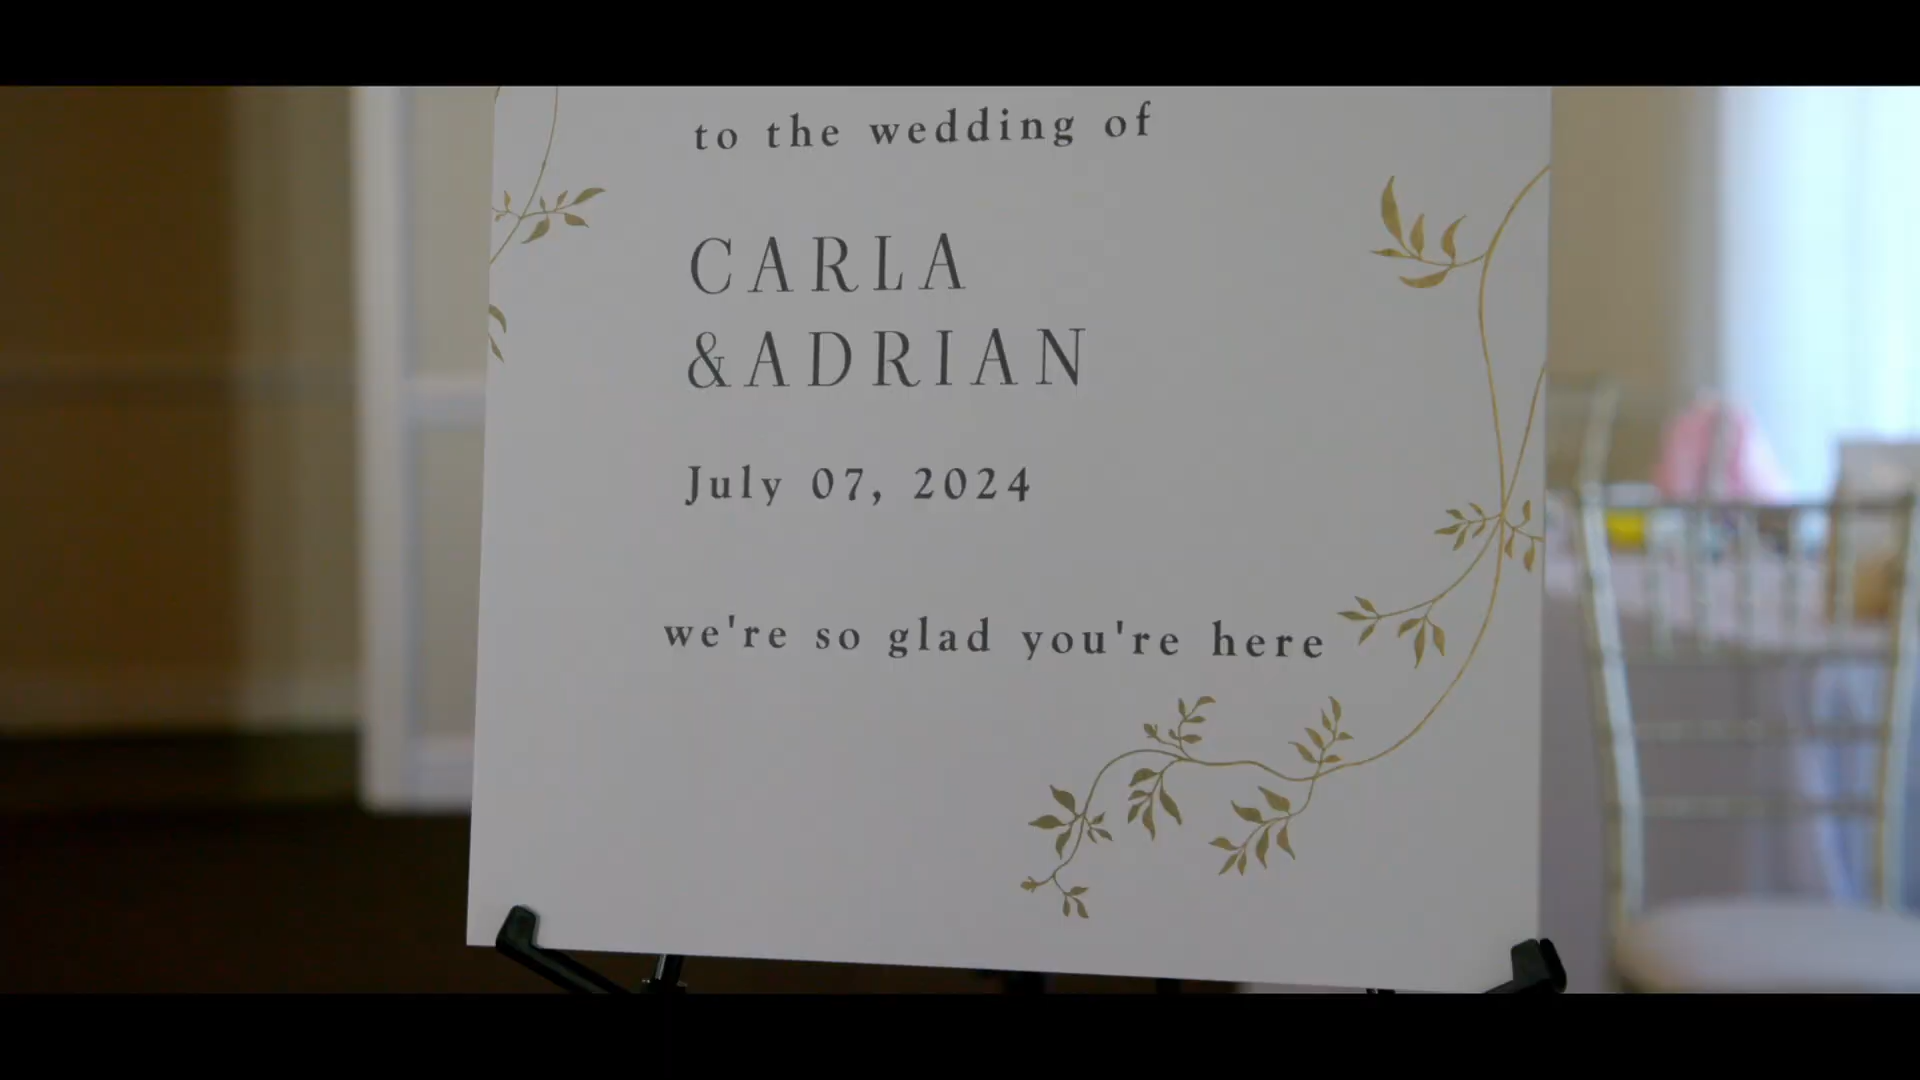 to the wedding of
CARLA
&ADRIAN
July 07, 2024
we're so glad you're here